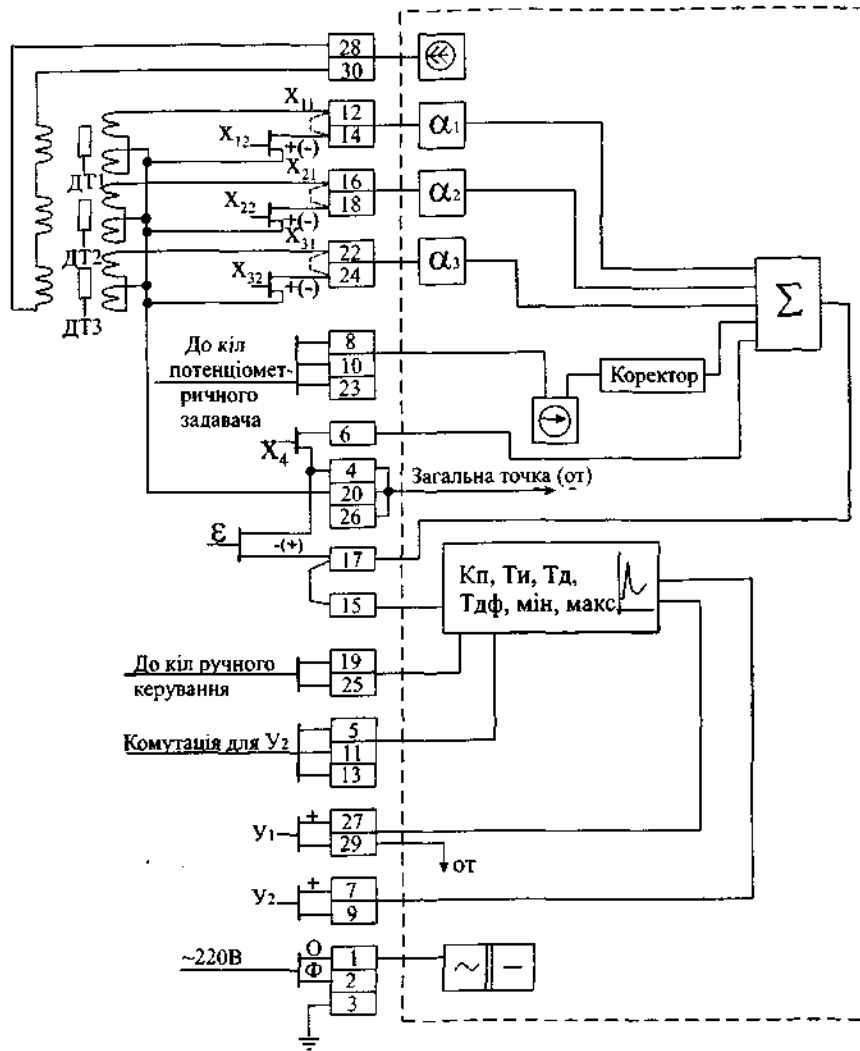 28
30
X11
12
14
α1
X12
+(-)
ДТ1
X21
16
18
α2
X22
+(-)
ДТ2
X31
22
24
α3
X32
+(-)
ДТ3
Σ
До кіл
потенціомет-
ричного
задавача
8
10
23
Коректор
X4
6
4
20
26
Загальна точка (от)
ε
-(+)
17
15
Кп, Ти, Тд,
Тдф, мін, макс
До кіл ручного
керування
19
25
Комутація для У2
5
11
13
У1
+
27
29
от
У2
+
7
9
~220В
О
Ф
1
2
3
~
–